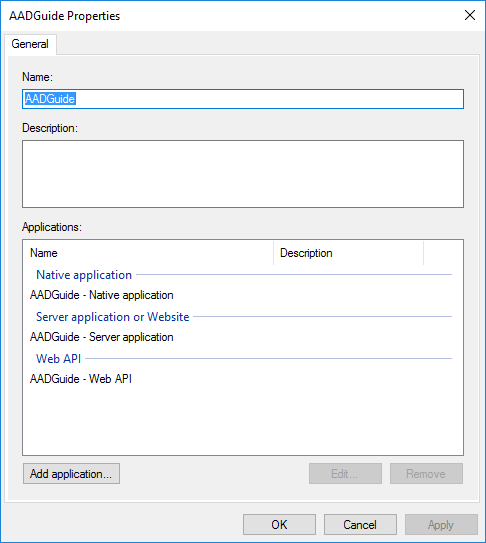 AADGuide Properties
General
Name:
AADGuide
Description:
Applications:
Name Description
Native application
AADGuide - Native application
Server application or Website
AADGuide - Server application
Web API
AADGuide - Web API
Add application... Edit... Remove
OK Cancel Apply